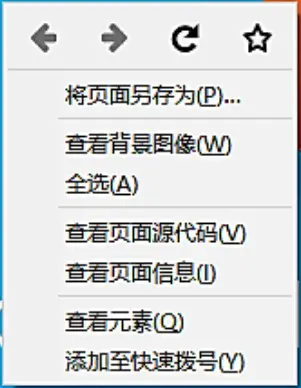 将页面另存为(P)...
查看背景图像(W)
全选(A)
查看页面源代码(V)
查看页面信息(I)
查看元素(Q)
添加至快速拨号(Y)